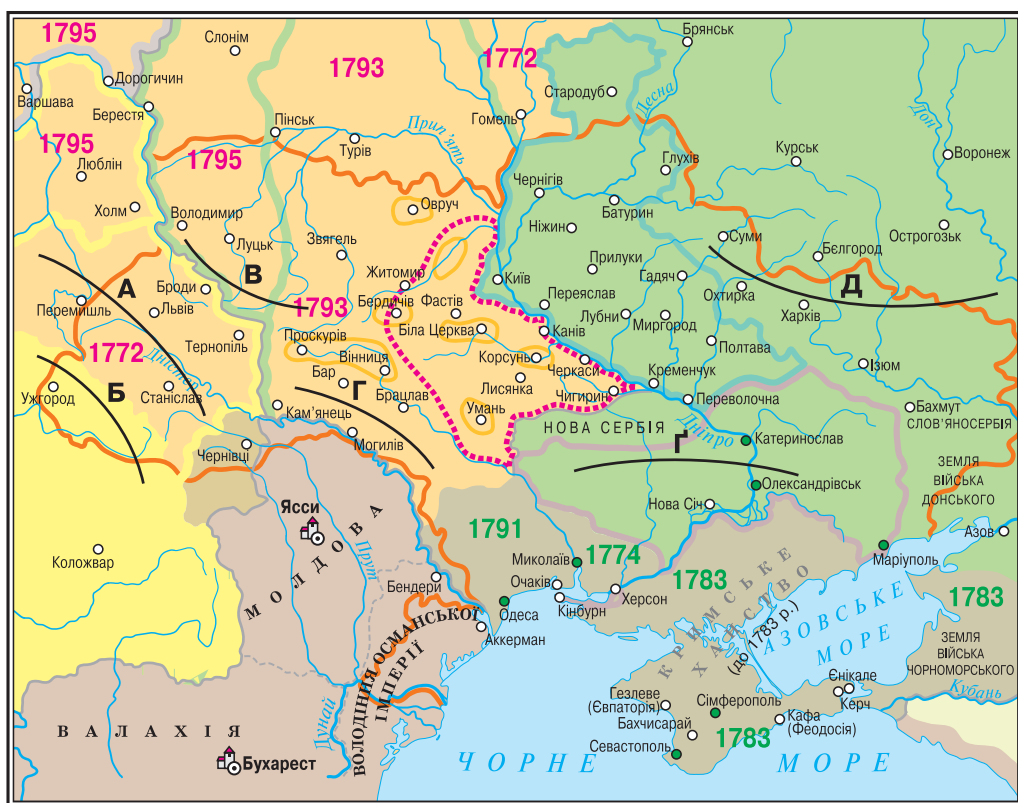 1795
Слонім
1793
1772
Брянськ
Варшава
Дорогичин
Берестя
Стародуб
Десна
Дон
Гомель
Пінськ
Прип'ять
Турів
1795
Люблін
1795
Глухів
Курськ
Воронеж
Чернігів
Холм
Володимир
Овруч
Батурин
Ніжин
Острогозьк
Луцьк
Звягель
Суми
Бєлгород
А
В
Житомир
Київ
Прилуки
Гадяч
Д
Броди
Перемишль
Львів
1793
Бердичів
Фастів
Переяслав
Охтирка
Харків
Лубни
Миргород
Тернопіль
Проскурів
Біла Церква
Канів
Полтава
1772
Дністер
Вінниця
Корсунь
Черкаси
Ізюм
Ужгород
Б
Станіслав
Бар
Г
Лисянка
Кременчук
Чигирин
Кам'янець
Брацлав
Умань
Переволочна
Бахмут
СЛОВ'ЯНОСЕРБІЯ
НОВА СЕРБІЯ
Дніпро
Ґ
Катеринослав
Могилів
Чернівці
ЗЕМЛЯ
ВІЙСЬКА
ДОНСЬКОГО
Олександрівськ
Ясси
Нова Січ
1791
МОЛДОВА
Прут
Коложвар
Миколаїв
1774
Маріуполь
Азов
Бендери
Очаків
1783
Кінбурн
Херсон
Одеса
КРИМСЬКЕ
ХАНСТВО
(до 1783 р.)
АЗОВСЬКЕ
МОРЕ
1783
Аккерман
ВОЛОДІННЯ ОСМАНСЬКОЇ
ІМПЕРІЇ
ЗЕМЛЯ
ВІЙСЬКА
ЧОРНОМОРСЬКОГО
Єнікале
Керч
Кубань
Гезлеве
(Євпаторія)
Сімферополь
Бахчисарай
Кафа
(Феодосія)
1783
Севастополь
Дунай
ВАЛАХІЯ
Бухарест
ЧОРНЕ МОРЕ